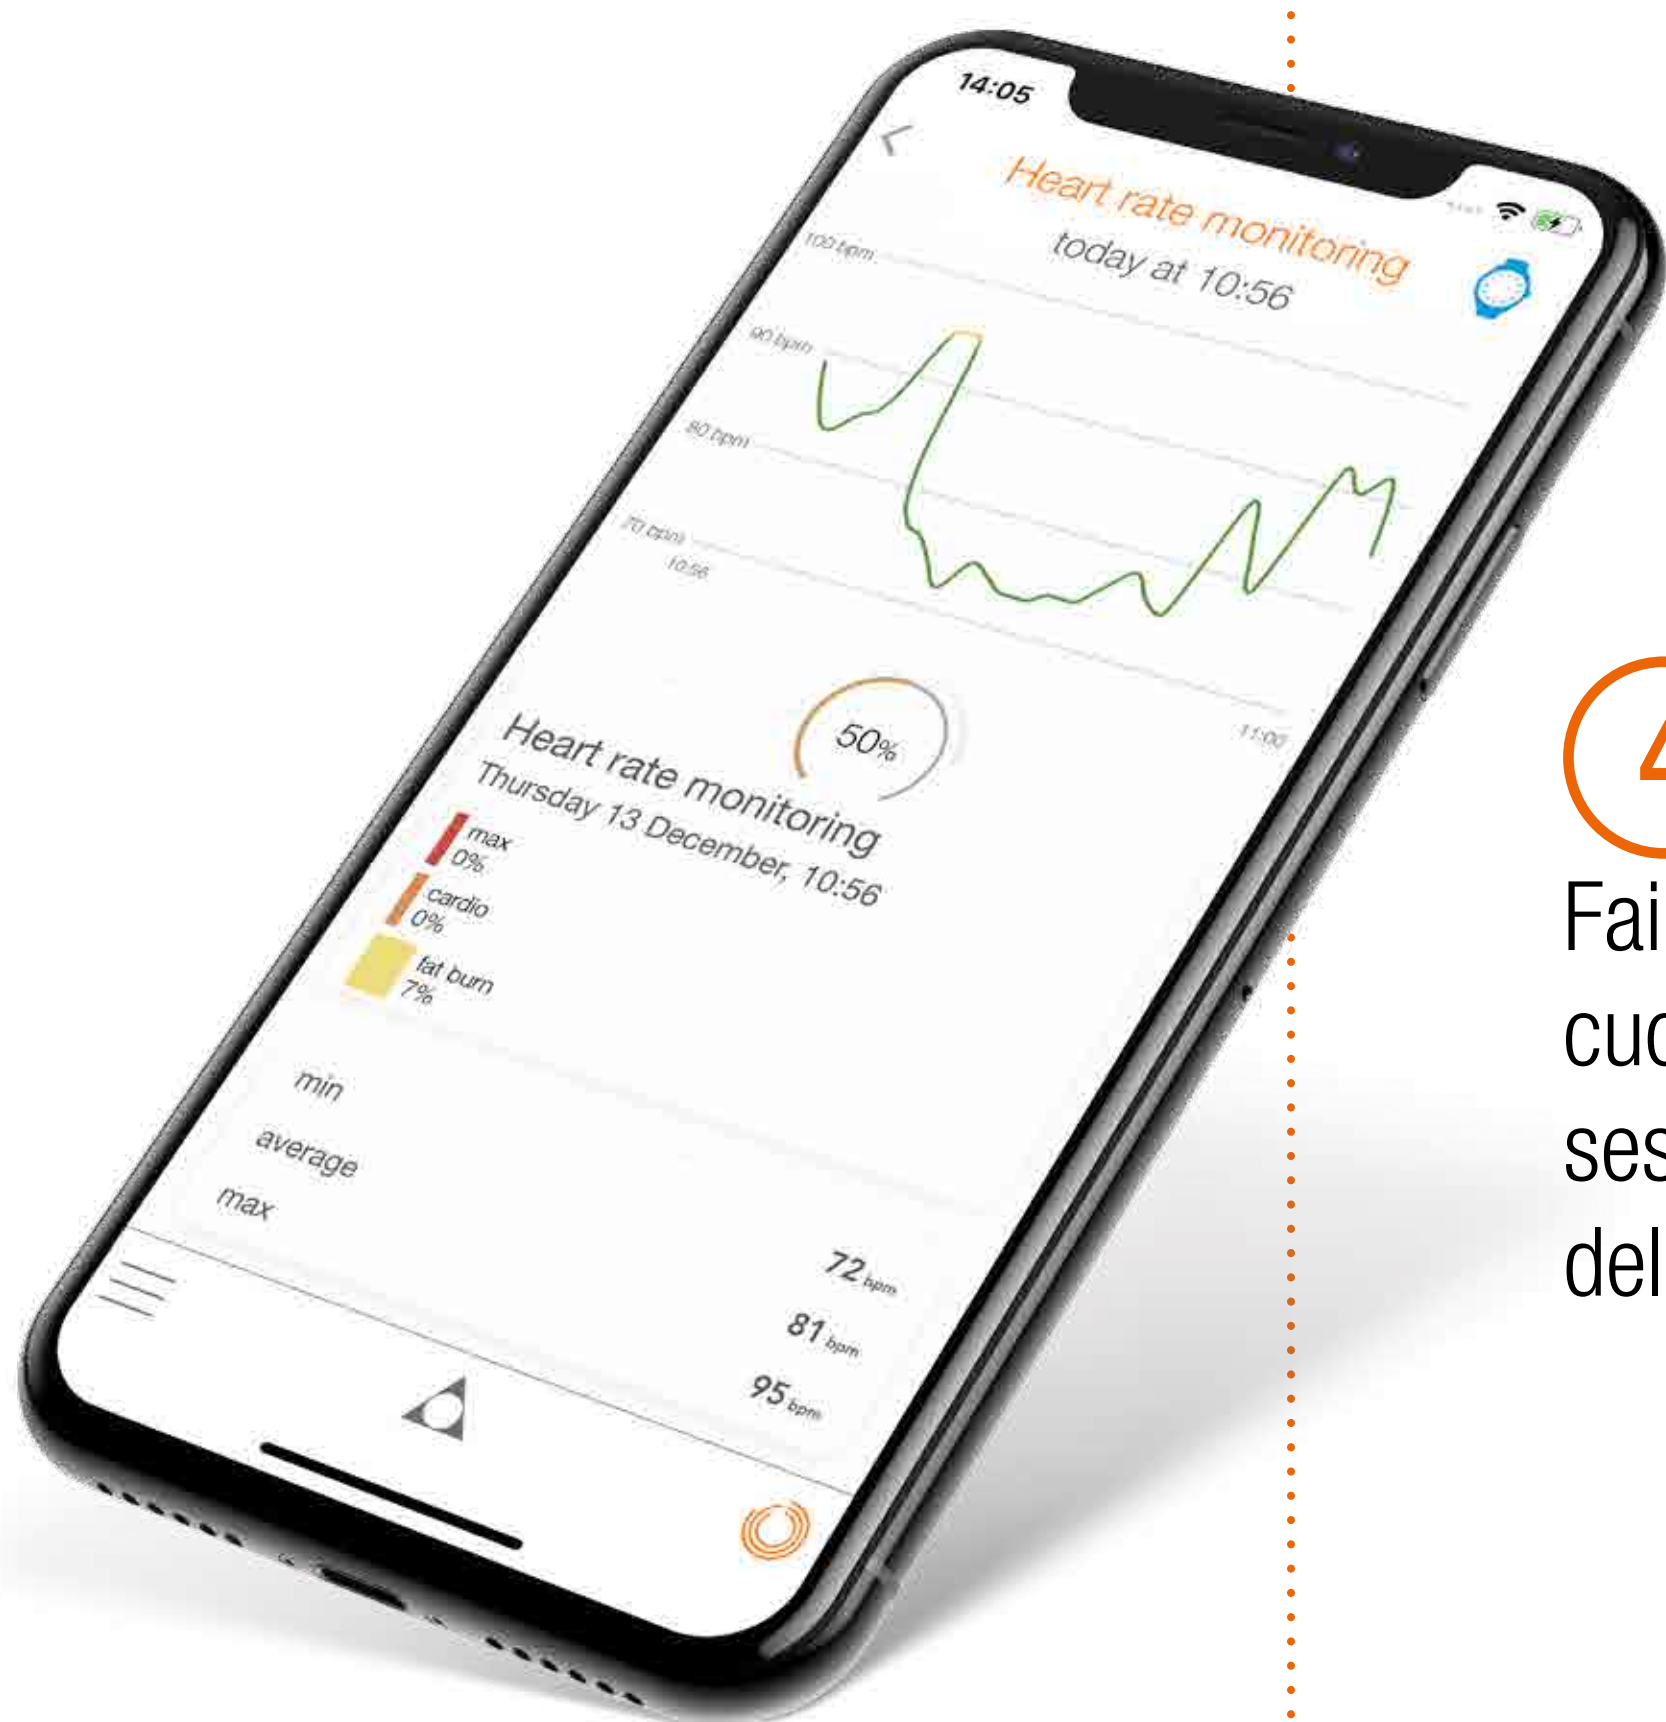 14:05
Heart rate monitoring
today at 10:56
100 bpm
90 bpm
80 bpm
70 bpm
10:56
11:00
50%
Heart rate monitoring
Thursday 13 December, 10:56
max
0%
cardio
0%
fat burn
7%
min
72 bpm
average
81 bpm
max
95 bpm
4
Fai
cuo
ses
del